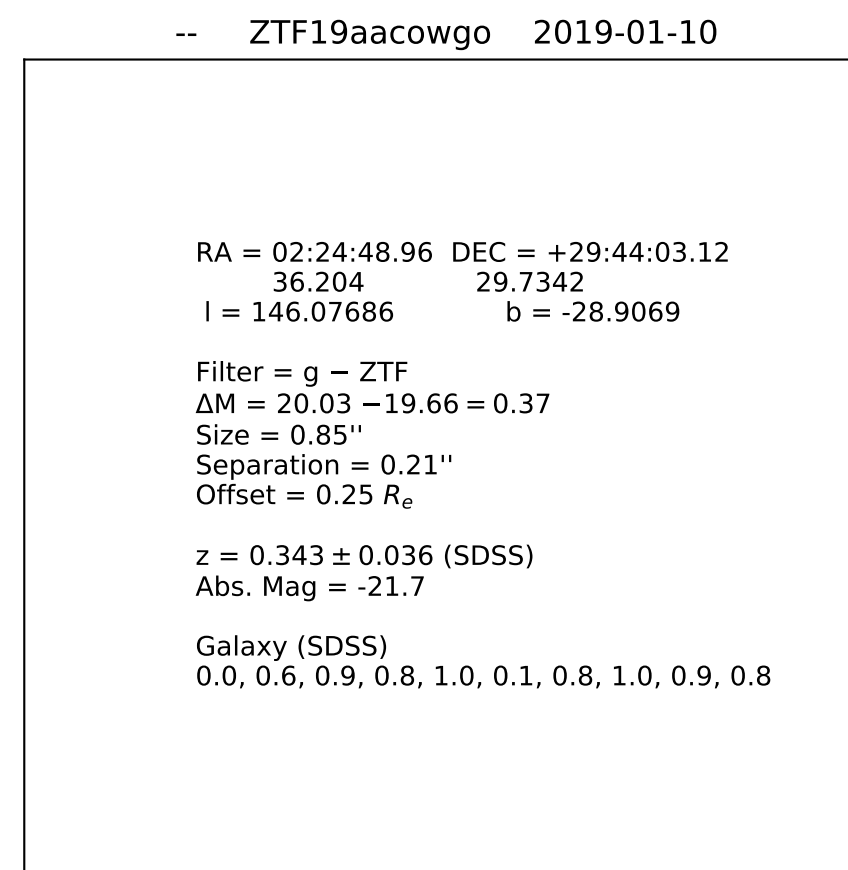 -- ZTF19aacowgo 2019-01-10
RA = 02:24:48.96 DEC = +29:44:03.12
36.204 29.7342
l = 146.07686 b = -28.9069
Filter = g − ZTF
ΔM = 20.03 −19.66 = 0.37
Size = 0.85''
Separation = 0.21''
Offset = 0.25 Rₑ
z = 0.343 ± 0.036 (SDSS)
Abs. Mag = -21.7
Galaxy (SDSS)
0.0, 0.6, 0.9, 0.8, 1.0, 0.1, 0.8, 1.0, 0.9, 0.8